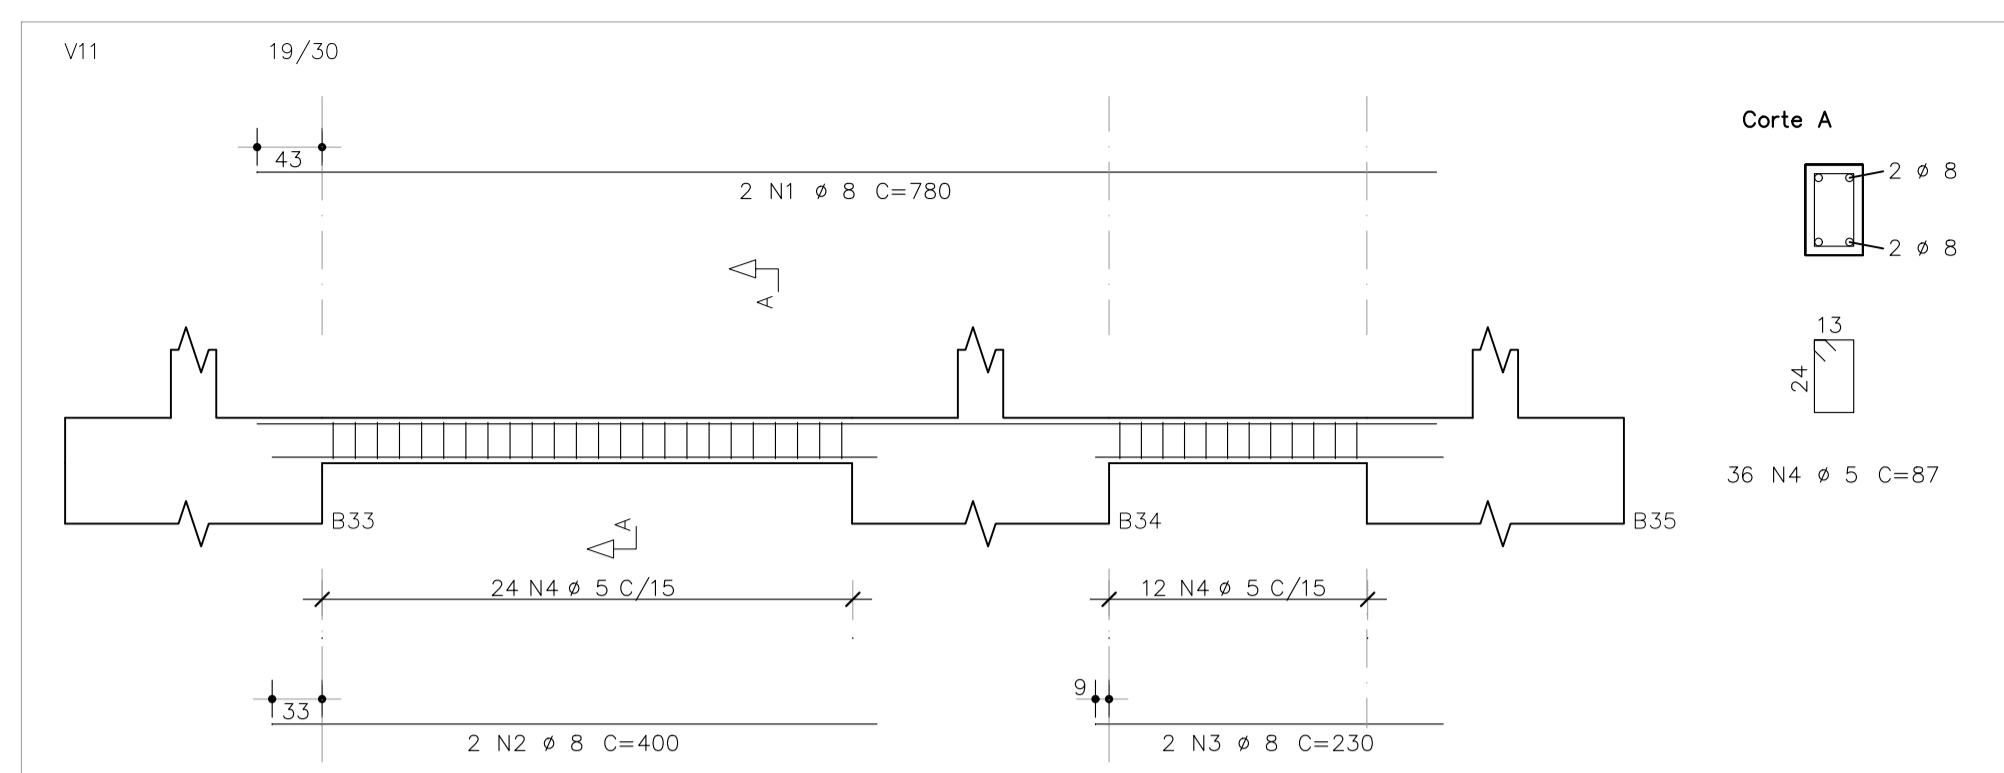 V11 19/30
Corte A
43
2 N1 ø 8 C=780
2 ø 8
2 ø 8
A
13
24
36 N4 ø 5 C=87
B33
B34
B35
A
24 N4 ø 5 C/15
12 N4 ø 5 C/15
33
2 N2 ø 8 C=400
9
2 N3 ø 8 C=230